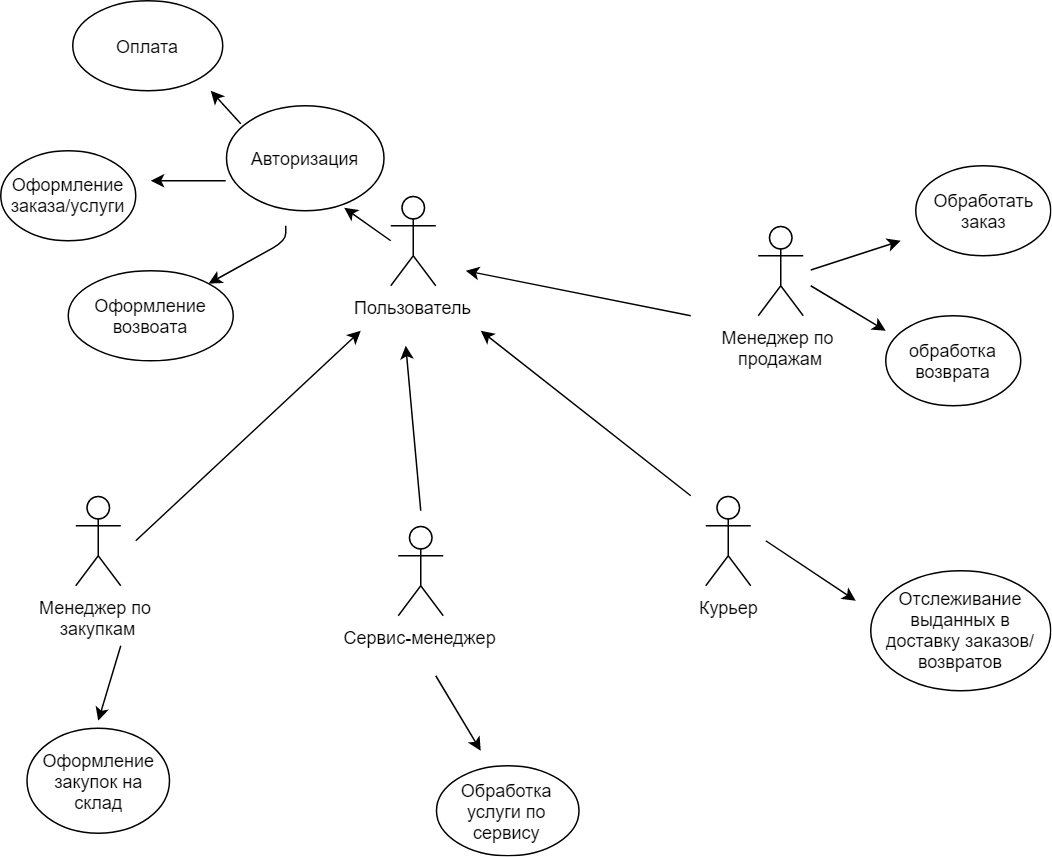 Оплата
Авторизация
Оформление
заказа/услуги
Обработать
заказ
Оформление
возвоата
Пользователь
Менеджер по
продажам
обработка
возврата
Менеджер по
закупкам
Сервис-менеджер
Курьер
Отслеживание
выданных в
доставку заказов/
возвратов
Оформление
закупок на
склад
Обработка
услуги по
сервису